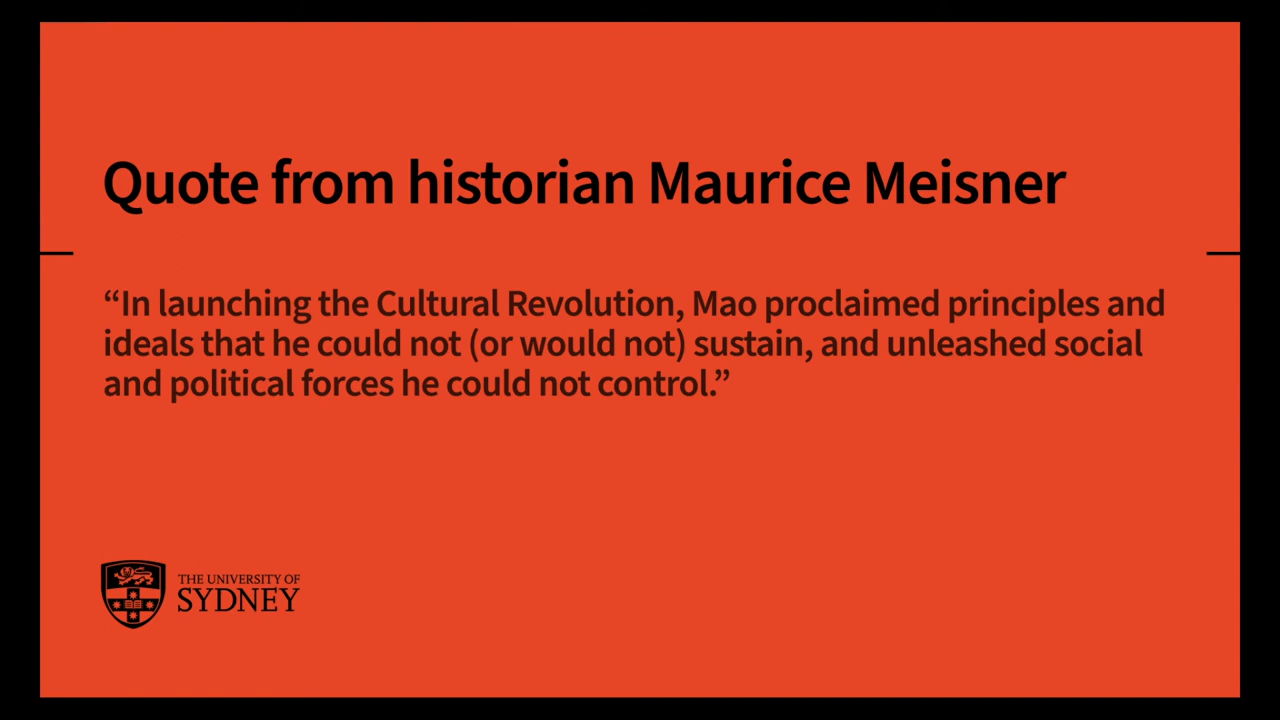 Quote from historian Maurice Meisner
“In launching the Cultural Revolution, Mao proclaimed principles and
ideals that he could not (or would not) sustain, and unleashed social
and political forces he could not control.”
THE UNIVERSITY OF
SYDNEY